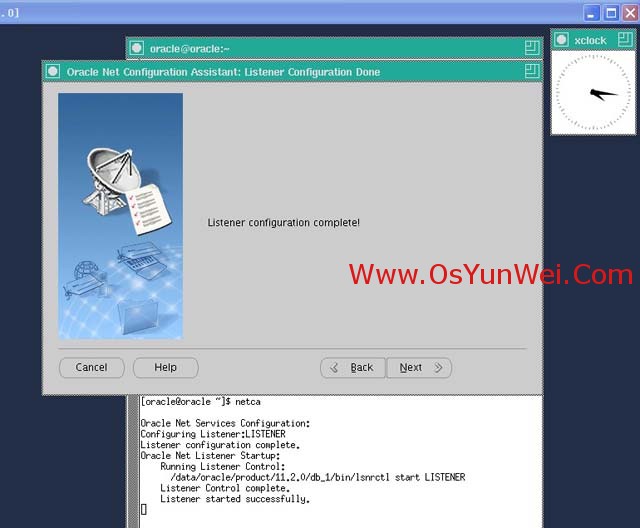 .0]
oracle@oracle:~
xclock
Oracle Net Configuration Assistant: Listener Configuration Done
Listener configuration complete!
Www.OsYunWei.Com
Cancel
Help
Back
Next
[oracle@oracle ~]$ netca
Oracle Net Services Configuration:
Configuring Listener:LISTENER
Listener configuration complete.
Oracle Net Listener Startup:
Running Listener Control:
/data/oracle/product/11.2.0/db_1/bin/lsnrctl start LISTENER
Listener Control complete.
Listener started successfully.